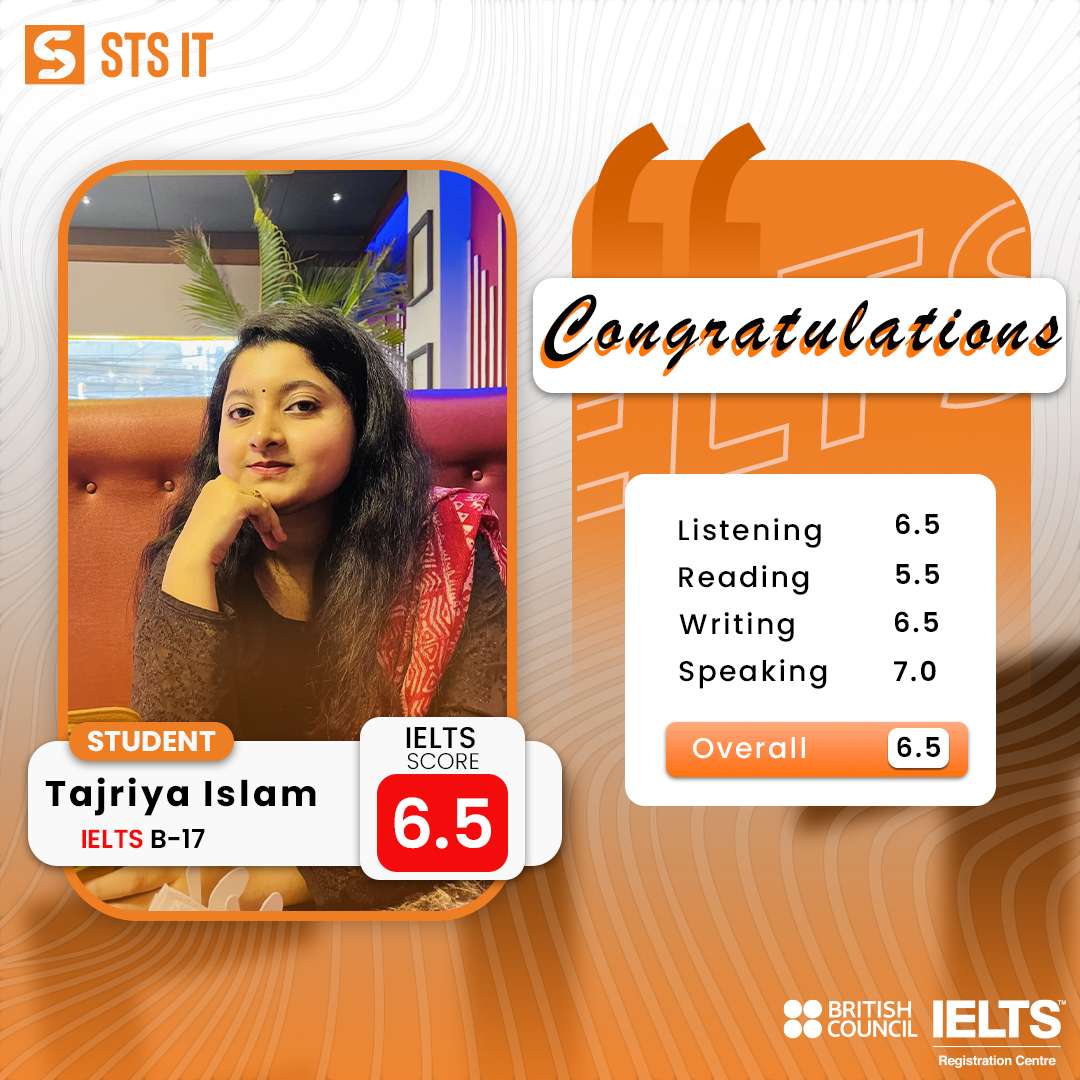 STS IT
Congratulations
IELTS
Listening 6.5
Reading 5.5
Writing 6.5
Speaking 7.0
Overall 6.5
STUDENT
Tajriya Islam
IELTS B-17
IELTS
SCORE
6.5
BRITISH
COUNCIL
IELTS™
Registration Centre